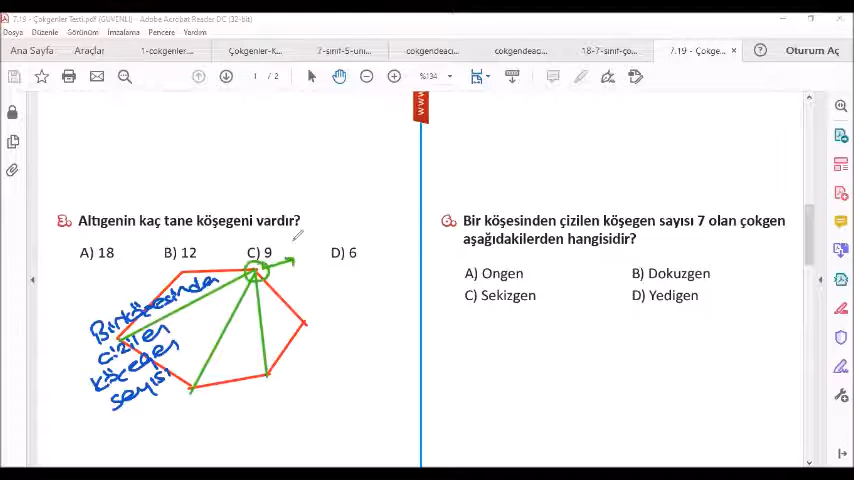 7.19 - Çokgenler Testi.pdf (GÜVENLİ) - Adobe Acrobat Reader DC (32-bit)
Dosya Düzenle Görünüm İmzalama Pencere Yardım
Ana Sayfa Araçlar 1-cokgenler... Çokgenler-K... 7-sinif-5-uni... cokgendeaci... cokgendeaci... 18-7-sinif-ço... 7.19 - Çokge... × Oturum Aç
1 / 2 %134
WWW
Altıgenin kaç tane köşegeni vardır?
A) 18 B) 12 C) 9 D) 6
Bir köşesinden
çizilen
köşegen
sayısı
Bir köşesinden çizilen köşegen sayısı 7 olan çokgen
aşağıdakilerden hangisidir?
A) Ongen B) Dokuzgen
C) Sekizgen D) Yedigen